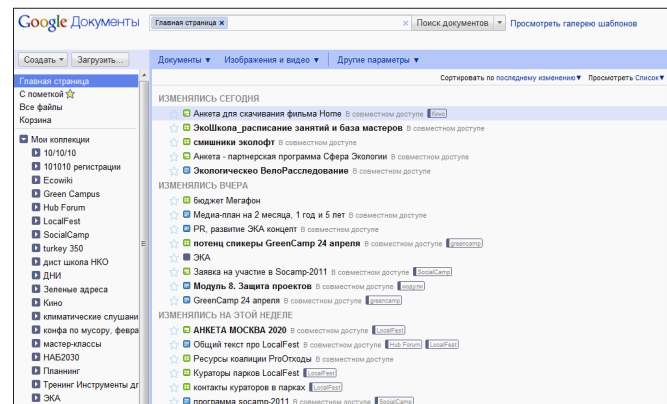 Google Документы
Главная страница x
x Поиск документов
Просмотреть галерею шаблонов
Создать
Загрузить...
Документы
Изображения и видео
Другие параметры
Сортировать по последнему изменению Просмотреть Список
Главная страница
С пометкой
Все файлы
Корзина
Мои коллекции
10/10/10
101010 регистрации
Ecowiki
Green Campus
Hub Forum
LocalFest
SocialCamp
turkey 350
дист школа НКО
ДНИ
Зеленые адреса
Кино
климатические слушани
конфа по мусору, февра
мастер-классы
НАБ2030
Планнинг
Тренинг Инструменты дл
ЭКА
ИЗМЕНЯЛИСЬ СЕГОДНЯ
Анкета для скачивания фильма Home В совместном доступе Кино
ЭкоШкола_расписание занятий и база мастеров В совместном доступе
смишники эколофт В совместном доступе
Анкета - партнерская программа Сфера Экологии В совместном доступе
Экологическео ВелоРасследование В совместном доступе
ИЗМЕНЯЛИСЬ ВЧЕРА
бюджет Мегафон
Медиа-план на 2 месяца, 1 год и 5 лет В совместном доступе
PR, развитие ЭКА концепт В совместном доступе
потенц спикеры GreenCamp 24 апреля В совместном доступе greencamp
ЭКА
Заявка на участие в Socamp-2011 В совместном доступе SocialCamp
Модуль 8. Защита проектов В совместном доступе модули
GreenCamp 24 апреля В совместном доступе greencamp
ИЗМЕНЯЛИСЬ НА ЭТОЙ НЕДЕЛЕ
АНКЕТА МОСКВА 2020 В совместном доступе LocalFest
Общий текст про LocalFest В совместном доступе Hub Forum LocalFest
Ресурсы коалиции ProОтходы В совместном доступе
Кураторы парков LocalFest LocalFest
контакты кураторов в парках LocalFest
программа socamp-2011 В совместном доступе SocialCamp